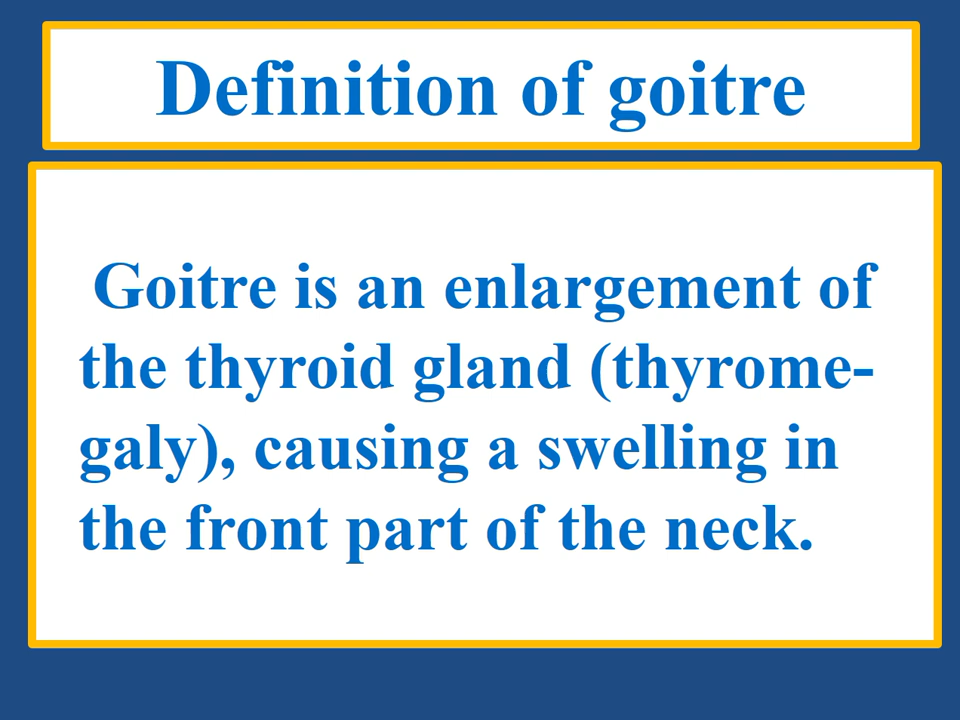 Definition of goitre
Goitre is an enlargement of
the thyroid gland (thyrome-
galy), causing a swelling in
the front part of the neck.